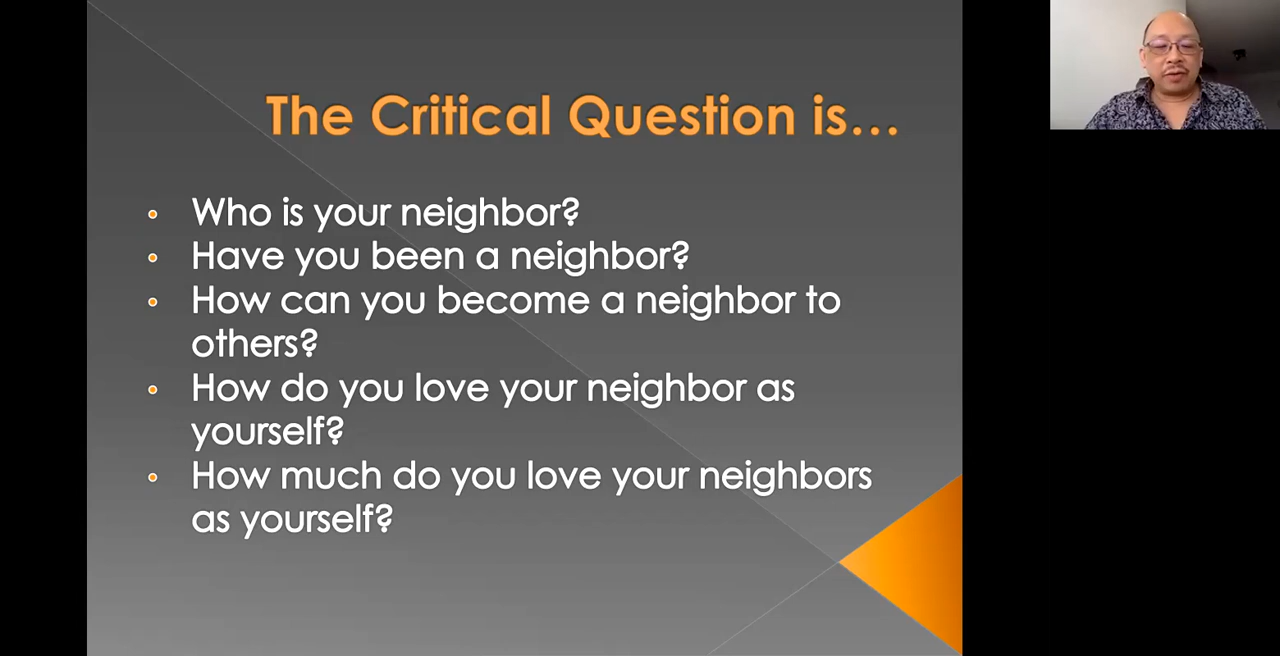 The Critical Question is...
• Who is your neighbor?
• Have you been a neighbor?
• How can you become a neighbor to
others?
• How do you love your neighbor as
yourself?
• How much do you love your neighbors
as yourself?